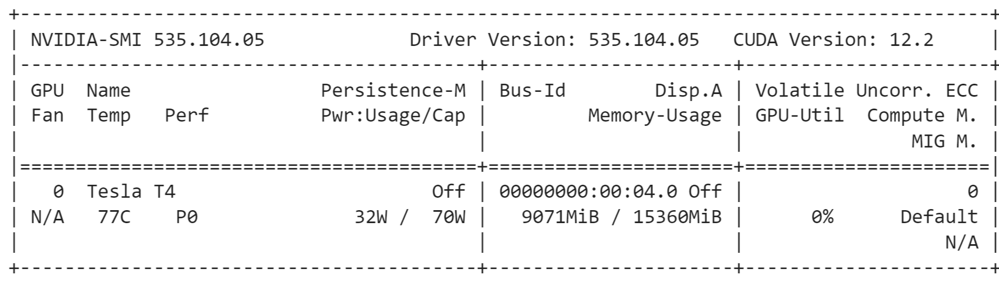 +---------------------------------------------------------------------------------------+
| NVIDIA-SMI 535.104.05             Driver Version: 535.104.05   CUDA Version: 12.2     |
|-----------------------------------------+----------------------+----------------------+
| GPU  Name                 Persistence-M | Bus-Id        Disp.A | Volatile Uncorr. ECC |
| Fan  Temp   Perf          Pwr:Usage/Cap |         Memory-Usage | GPU-Util  Compute M. |
|                                         |                      |               MIG M. |
|=========================================+======================+======================|
|   0  Tesla T4                       Off | 00000000:00:04.0 Off |                    0 |
| N/A   77C    P0              32W /  70W |   9071MiB / 15360MiB |      0%      Default |
|                                         |                      |                  N/A |
+-----------------------------------------+----------------------+----------------------+